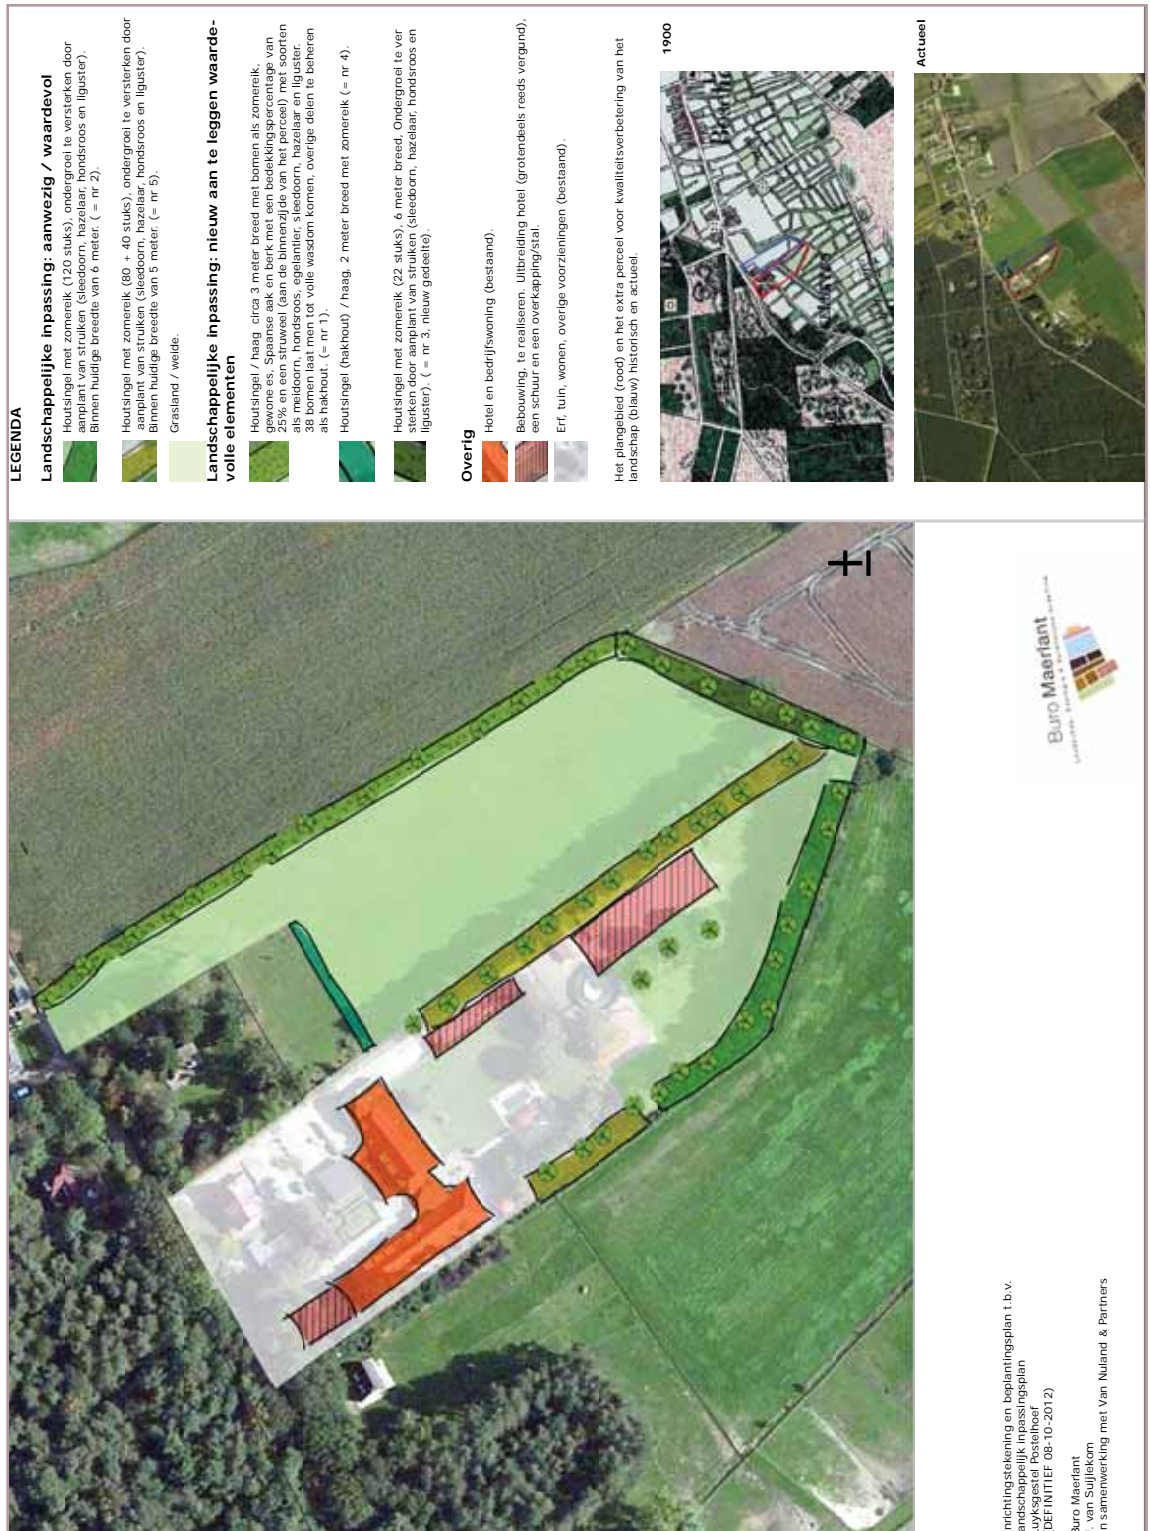 LEGENDA
Landschappelijke inpassing: aanwezig / waardevol
Houtsingel met zomereik (120 stuks), ondergroei te versterken door
aanplant van struiken (sleedoorn, hazelaar, hondsroos en liguster).
Binnen huidige breedte van 6 meter. ( = nr 2).
Houtsingel met zomereik (80 + 40 stuks), ondergroei te versterken door
aanplant van struiken (sleedoorn, hazelaar, hondsroos en liguster).
Binnen huidige breedte van 5 meter. ( = nr 5).
Grasland / weide.
Landschappelijke inpassing: nieuw aan te leggen waarde-
volle elementen
Houtsingel / haag circa 3 meter breed met bomen als zomereik,
gewone es, Spaanse aak en berk met een bedekkingspercentage van
25% en een struweel (aan de binnenzijde van het perceel) met soorten
als meidoorn, hondsroos, egelantier, sleedoorn, hazelaar en liguster.
38 bomen laat men tot volle wasdom komen, overige delen te beheren
als hakhout. (= nr 1).
Houtsingel (hakhout) / haag, 2 meter breed met zomereik ( = nr 4).
Houtsingel met zomereik (22 stuks), 6 meter breed. Ondergroei te ver
sterken door aanplant van struiken (sleedoorn, hazelaar, hondsroos en
liguster). ( = nr 3, nieuw gedeelte).
Overig
Hotel en bedrijfswoning (bestaand).
Bebouwing, te realiseren. Uitbreiding hotel (grotendeels reeds vergund),
een schuur en een overkapping/stal.
Erf, tuin, wonen, overige voorzieningen (bestaand).
Het plangebied (rood) en het extra perceel voor kwaliteitsverbetering van het
landschap (blauw) historisch en actueel.
1900
Actueel
Buro Maerlant
nrichtingstekening en beplantingsplan t.b.v.
andschappelijk inpassingsplan
uyksgestel Postelhoef
DEFINITIEF 08-10-2012)
Buro Maerlant
. van Suijlekom
n samenwerking met Van Nuland & Partners